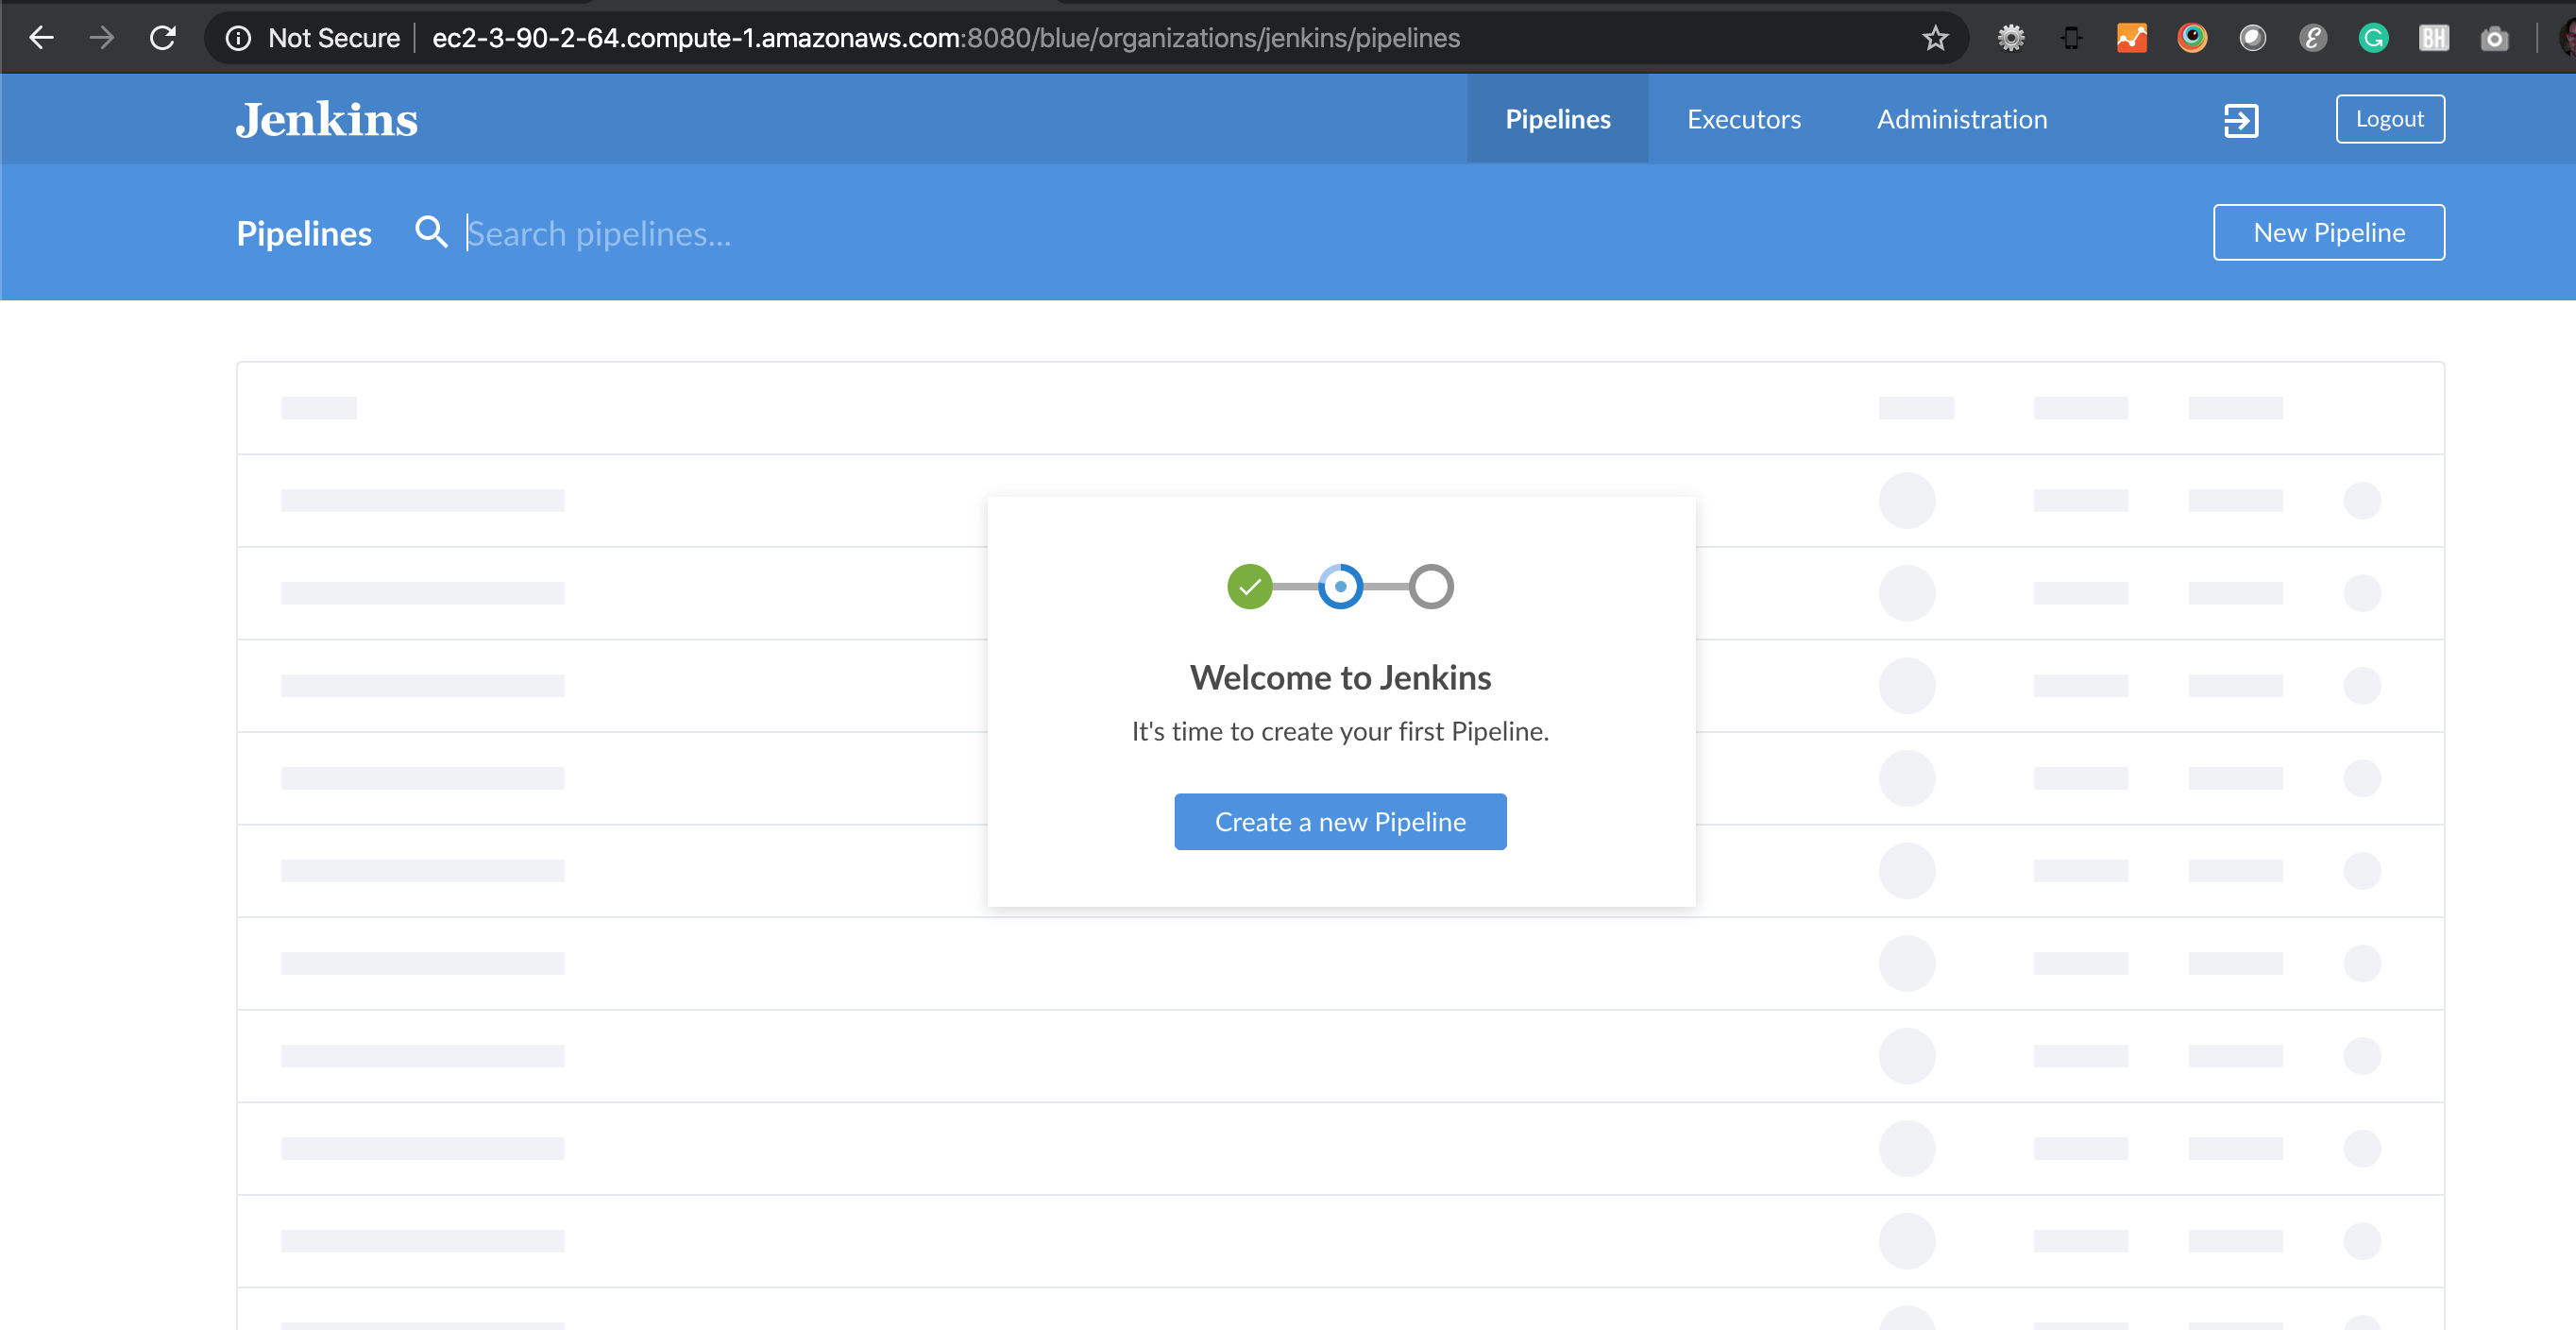 Not Secure ec2-3-90-2-64.compute-1.amazonaws.com:8080/blue/organizations/jenkins/pipelines
BH
Jenkins Pipelines Executors Administration Logout
Pipelines Search pipelines... New Pipeline
Welcome to Jenkins
It's time to create your first Pipeline.
Create a new Pipeline